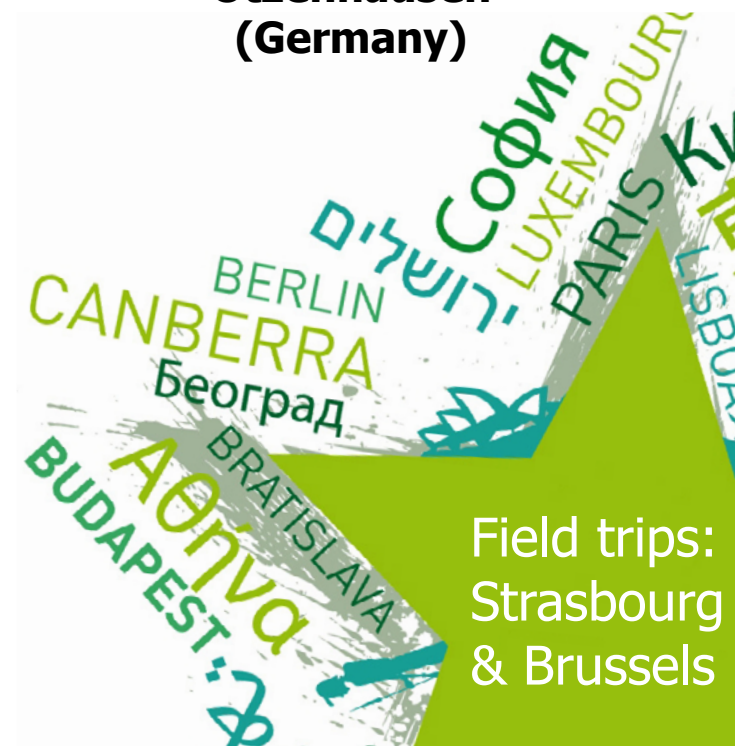 (Germany)
София
LUXEMBOURG
PARIS
ירושלים
BERLIN
CANBERRA
Београд
Αθήνα
BRATISLAVA
BUDAPEST
Field trips:
Strasbourg
& Brussels